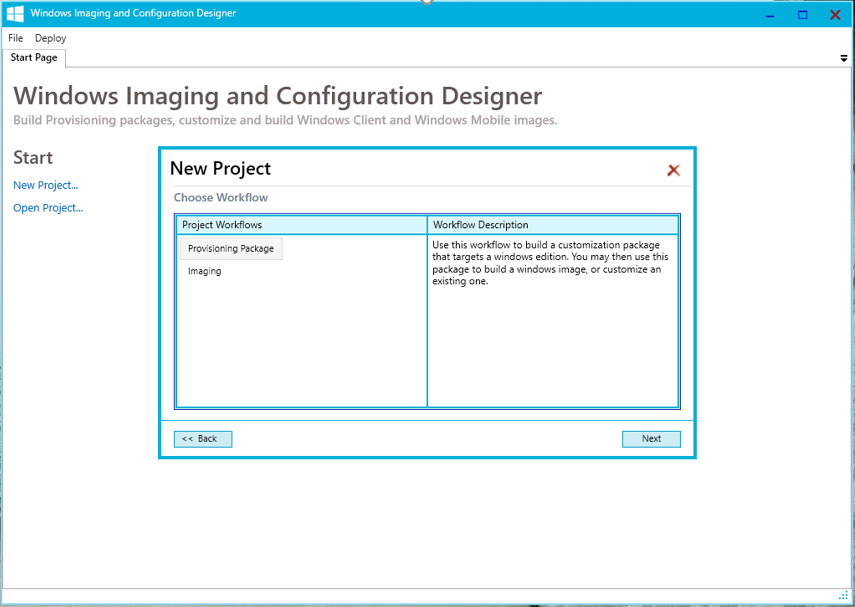 Windows Imaging and Configuration Designer
File Deploy
Start Page
Windows Imaging and Configuration Designer
Build Provisioning packages, customize and build Windows Client and Windows Mobile images.
Start
New Project...
Open Project...
New Project
Choose Workflow
Project Workflows
Workflow Description
Provisioning Package
Imaging
Use this workflow to build a customization package
that targets a windows edition. You may then use this
package to build a windows image, or customize an
existing one.
<< Back
Next